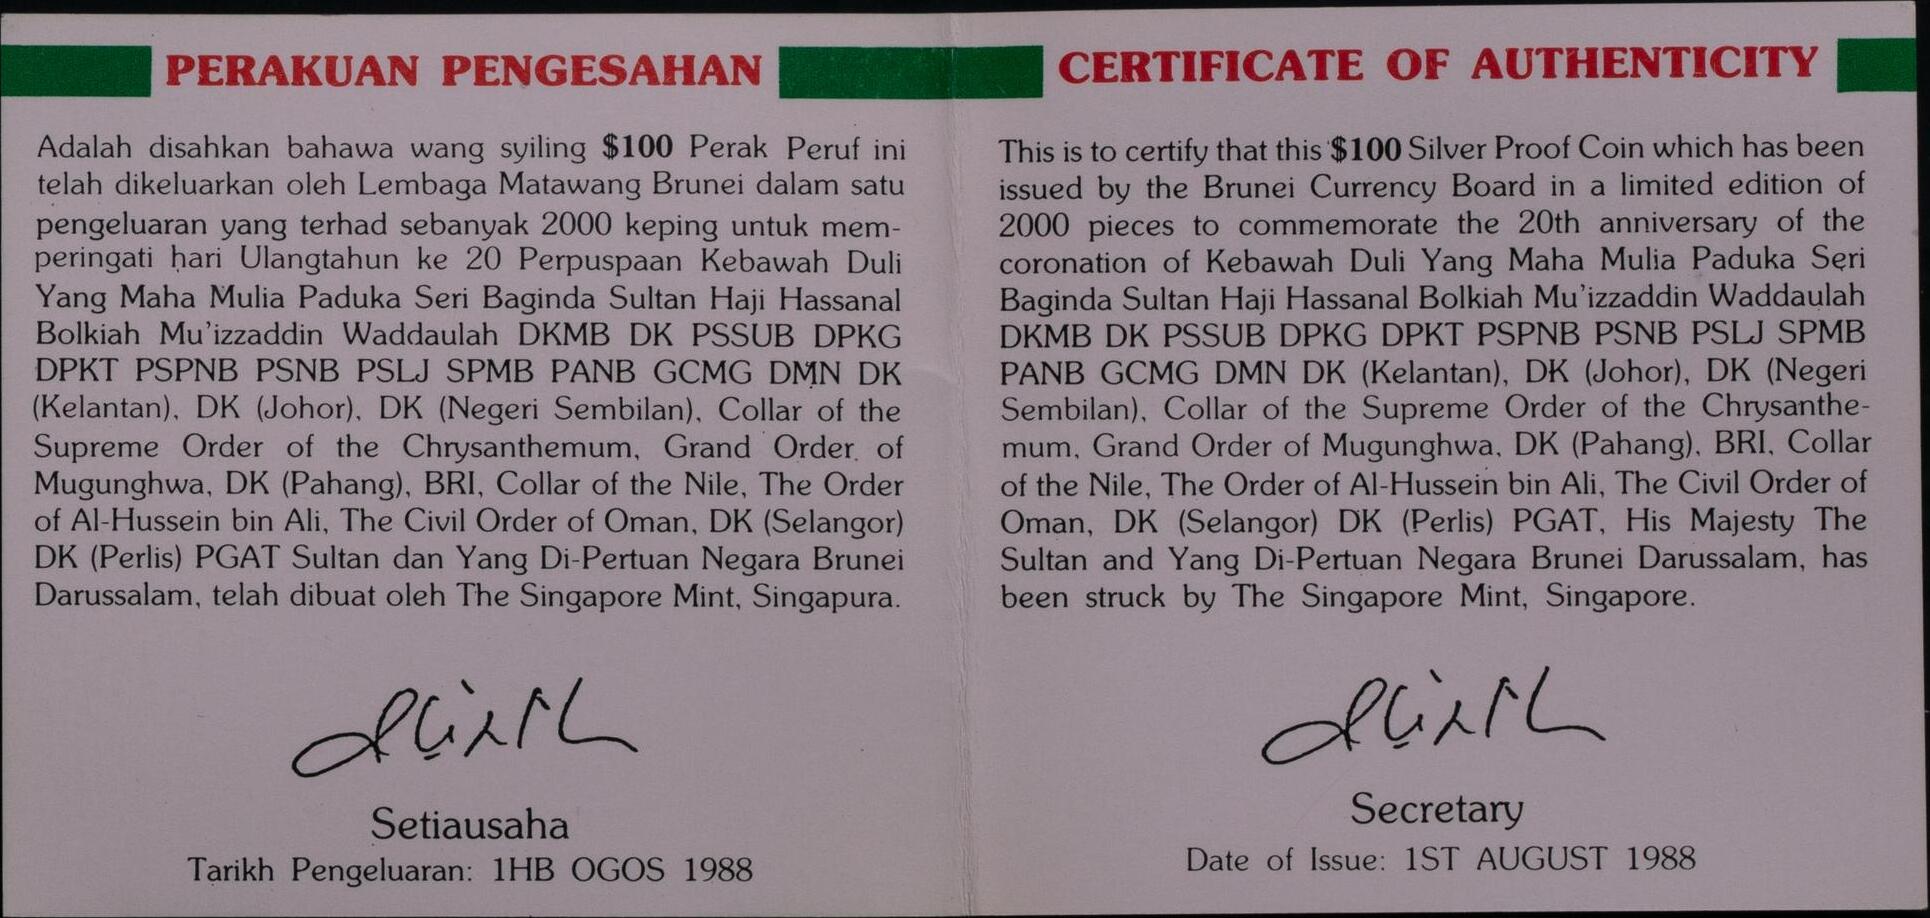 PERAKUAN PENGESAHAN
Adalah disahkan bahawa wang syiling $100 Perak Peruf ini
telah dikeluarkan oleh Lembaga Matawang Brunei dalam satu
pengeluaran yang terhad sebanyak 2000 keping untuk mem-
peringati hari Ulangtahun ke 20 Perpuspaan Kebawah Duli
Yang Maha Mulia Paduka Seri Baginda Sultan Haji Hassanal
Bolkiah Mu'izzaddin Waddaulah DKMB DK PSSUB DPKG
DPKT PSPNB PSNB PSLJ SPMB PANB GCMG DMN DK
(Kelantan), DK (Johor), DK (Negeri Sembilan), Collar of the
Supreme Order of the Chrysanthemum, Grand Order of
Mugunghwa, DK (Pahang), BRI, Collar of the Nile, The Order
of Al-Hussein bin Ali, The Civil Order of Oman, DK (Selangor)
DK (Perlis) PGAT Sultan dan Yang Di-Pertuan Negara Brunei
Darussalam, telah dibuat oleh The Singapore Mint, Singapura.
Setiausaha
Tarikh Pengeluaran: 1HB OGOS 1988
CERTIFICATE OF AUTHENTICITY
This is to certify that this $100 Silver Proof Coin which has been
issued by the Brunei Currency Board in a limited edition of
2000 pieces to commemorate the 20th anniversary of the
coronation of Kebawah Duli Yang Maha Mulia Paduka Seri
Baginda Sultan Haji Hassanal Bolkiah Mu'izzaddin Waddaulah
DKMB DK PSSUB DPKG DPKT PSPNB PSNB PSLJ SPMB
PANB GCMG DMN DK (Kelantan), DK (Johor), DK (Negeri
Sembilan), Collar of the Supreme Order of the Chrysanthe-
mum, Grand Order of Mugunghwa, DK (Pahang), BRI, Collar
of the Nile, The Order of Al-Hussein bin Ali, The Civil Order of
Oman, DK (Selangor) DK (Perlis) PGAT, His Majesty The
Sultan and Yang Di-Pertuan Negara Brunei Darussalam, has
been struck by The Singapore Mint, Singapore.
Secretary
Date of Issue: 1ST AUGUST 1988